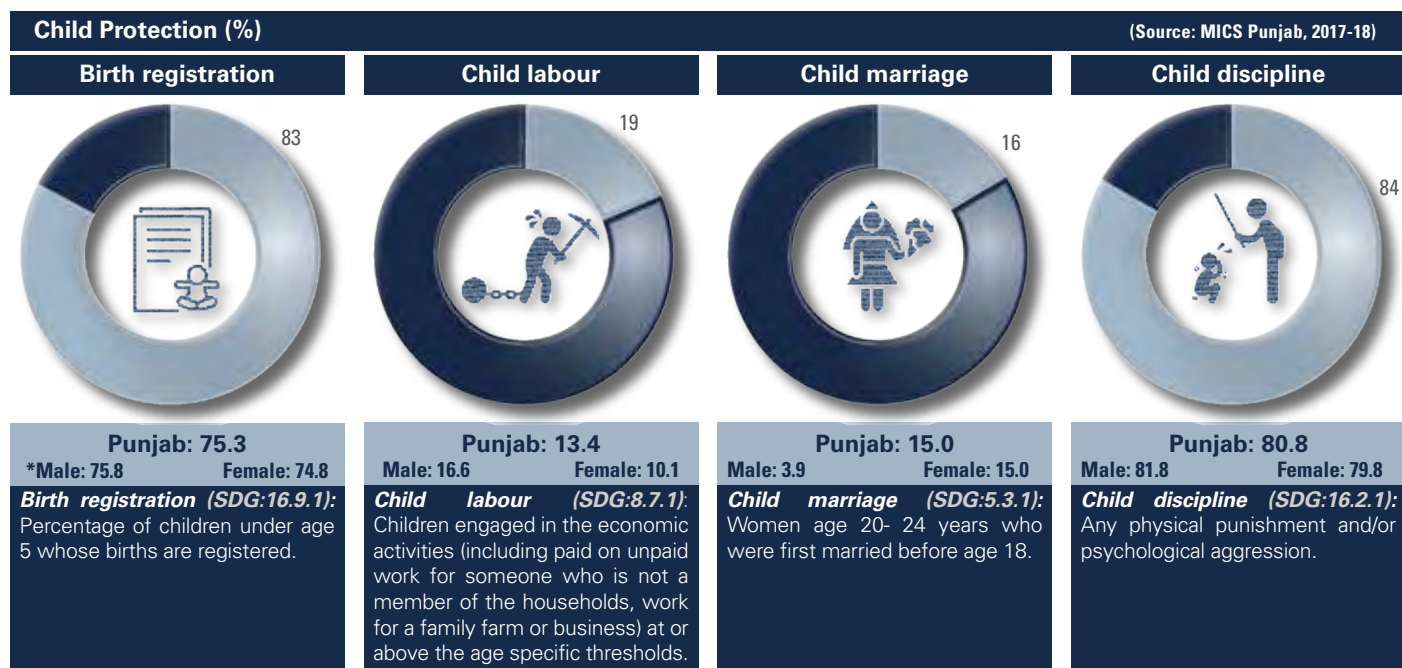 Child Protection (%)
(Source: MICS Punjab, 2017-18)
Birth registration
83
Punjab: 75.3
*Male: 75.8 Female: 74.8
Birth registration (SDG:16.9.1):
Percentage of children under age
5 whose births are registered.
Child labour
19
Punjab: 13.4
Male: 16.6 Female: 10.1
Child labour (SDG:8.7.1):
Children engaged in the economic
activities (including paid on unpaid
work for someone who is not a
member of the households, work
for a family farm or business) at or
above the age specific thresholds.
Child marriage
16
Punjab: 15.0
Male: 3.9 Female: 15.0
Child marriage (SDG:5.3.1):
Women age 20- 24 years who
were first married before age 18.
Child discipline
84
Punjab: 80.8
Male: 81.8 Female: 79.8
Child discipline (SDG:16.2.1):
Any physical punishment and/or
psychological aggression.